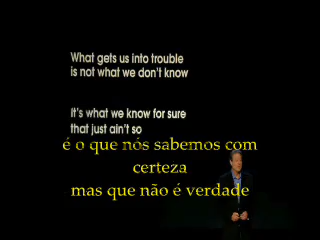 What gets us into trouble
is not what we don't know
It's what we know for sure
that just ain't so
é o que nós sabemos com
certeza
mas que não é verdade